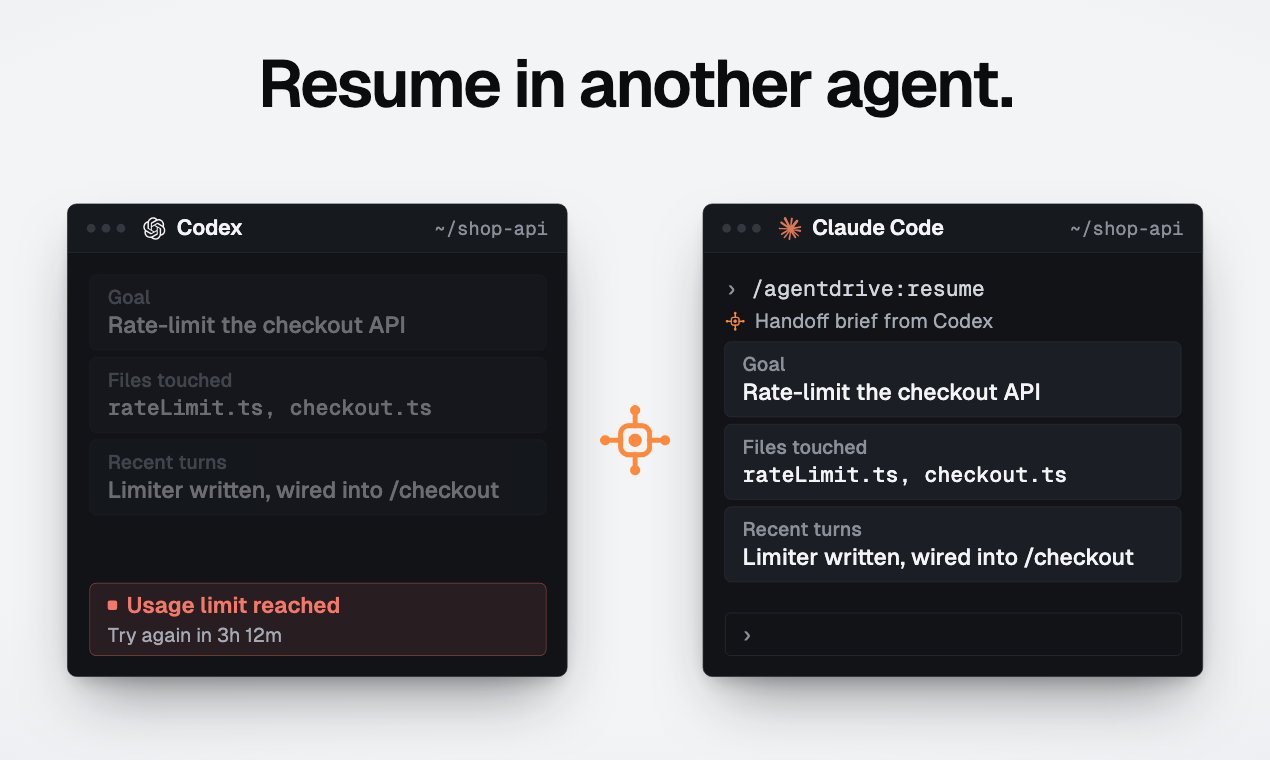 Resume in another agent.
Codex
~/shop-api
Goal
Rate-limit the checkout API
Files touched
rateLimit.ts, checkout.ts
Recent turns
Limiter written, wired into /checkout
Usage limit reached
Try again in 3h 12m
Claude Code
~/shop-api
› /agentdrive:resume
Handoff brief from Codex
Goal
Rate-limit the checkout API
Files touched
rateLimit.ts, checkout.ts
Recent turns
Limiter written, wired into /checkout
›